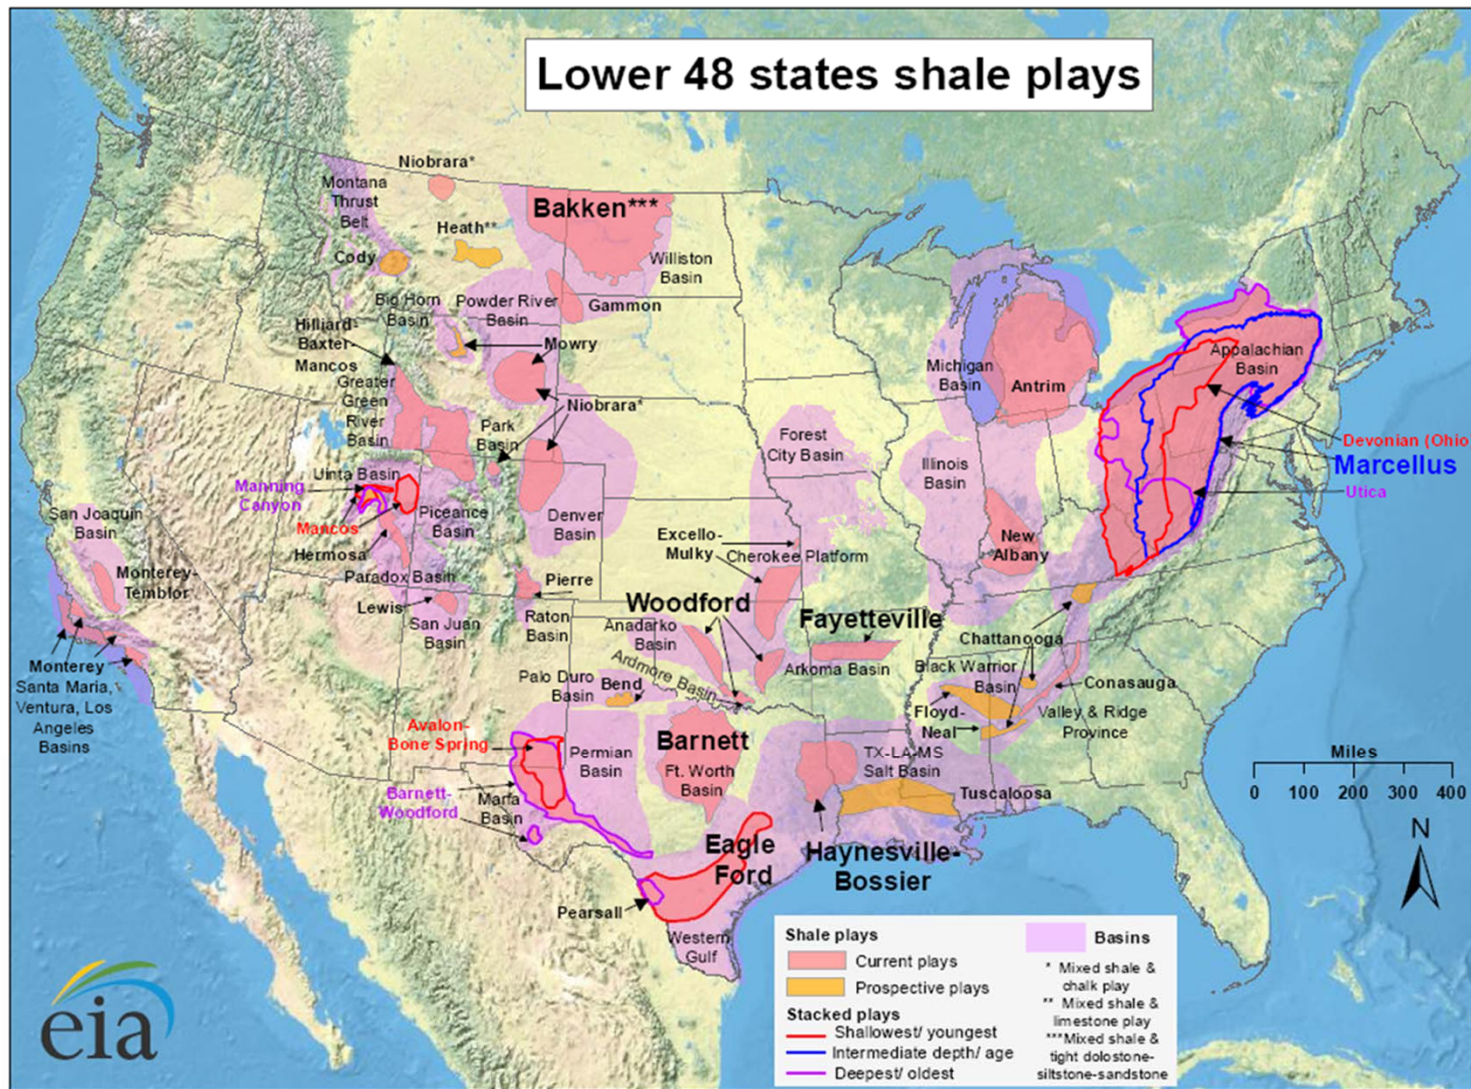 Lower 48 states shale plays
Niobrara*
Montana
Thrust
Belt
Bakken***
Heath**
Cody
Williston
Basin
Big Horn
Basin
Powder River
Basin
Gammon
Hilliard-
Baxter-
Mancos
Mowry
Greater
Green
River
Basin
Niobrara*
Park
Basin
Michigan
Basin
Antrim
Appalachian
Basin
Forest
City Basin
Illinois
Basin
Devonian (Ohio
Marcellus
Utica
Uinta Basin
Manning
Canyon
San Joaquin
Basin
Mancos
Piceance
Basin
Denver
Basin
Hermosa
Excello-
Mulky
Cherokee Platform
New
Albany
Monterey-
Temblor
Paradox Basin
Pierre
Lewis
San Juan
Basin
Raton
Basin
Woodford
Anadarko
Basin
Fayetteville
Chattanooga
Arkoma Basin
Ardmore Basin
Black Warrior
Basin
Conasauga
Monterey
Santa Maria,
Ventura, Los
Angeles
Basins
Palo Duro
Basin
Bend
Floyd-
Neal
Valley & Ridge
Province
Avalon-
Bone Spring
Permian
Basin
Barnett
Ft. Worth
Basin
TX-LA-MS
Salt Basin
Tuscaloosa
Barnett-
Woodford
Marfa
Basin
Eagle
Ford
Haynesville-
Bossier
Pearsall
Western
Gulf
Miles
0 100 200 300 400
N
Shale plays
Current plays
Prospective plays
Stacked plays
Shallowest/ youngest
Intermediate depth/ age
Deepest/ oldest
Basins
* Mixed shale &
chalk play
** Mixed shale &
limestone play
***Mixed shale &
tight dolostone-
siltstone-sandstone
eia